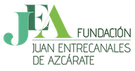 JEA FUNDACIÓN
JUAN ENTRECANALES
DE AZCÁRATE